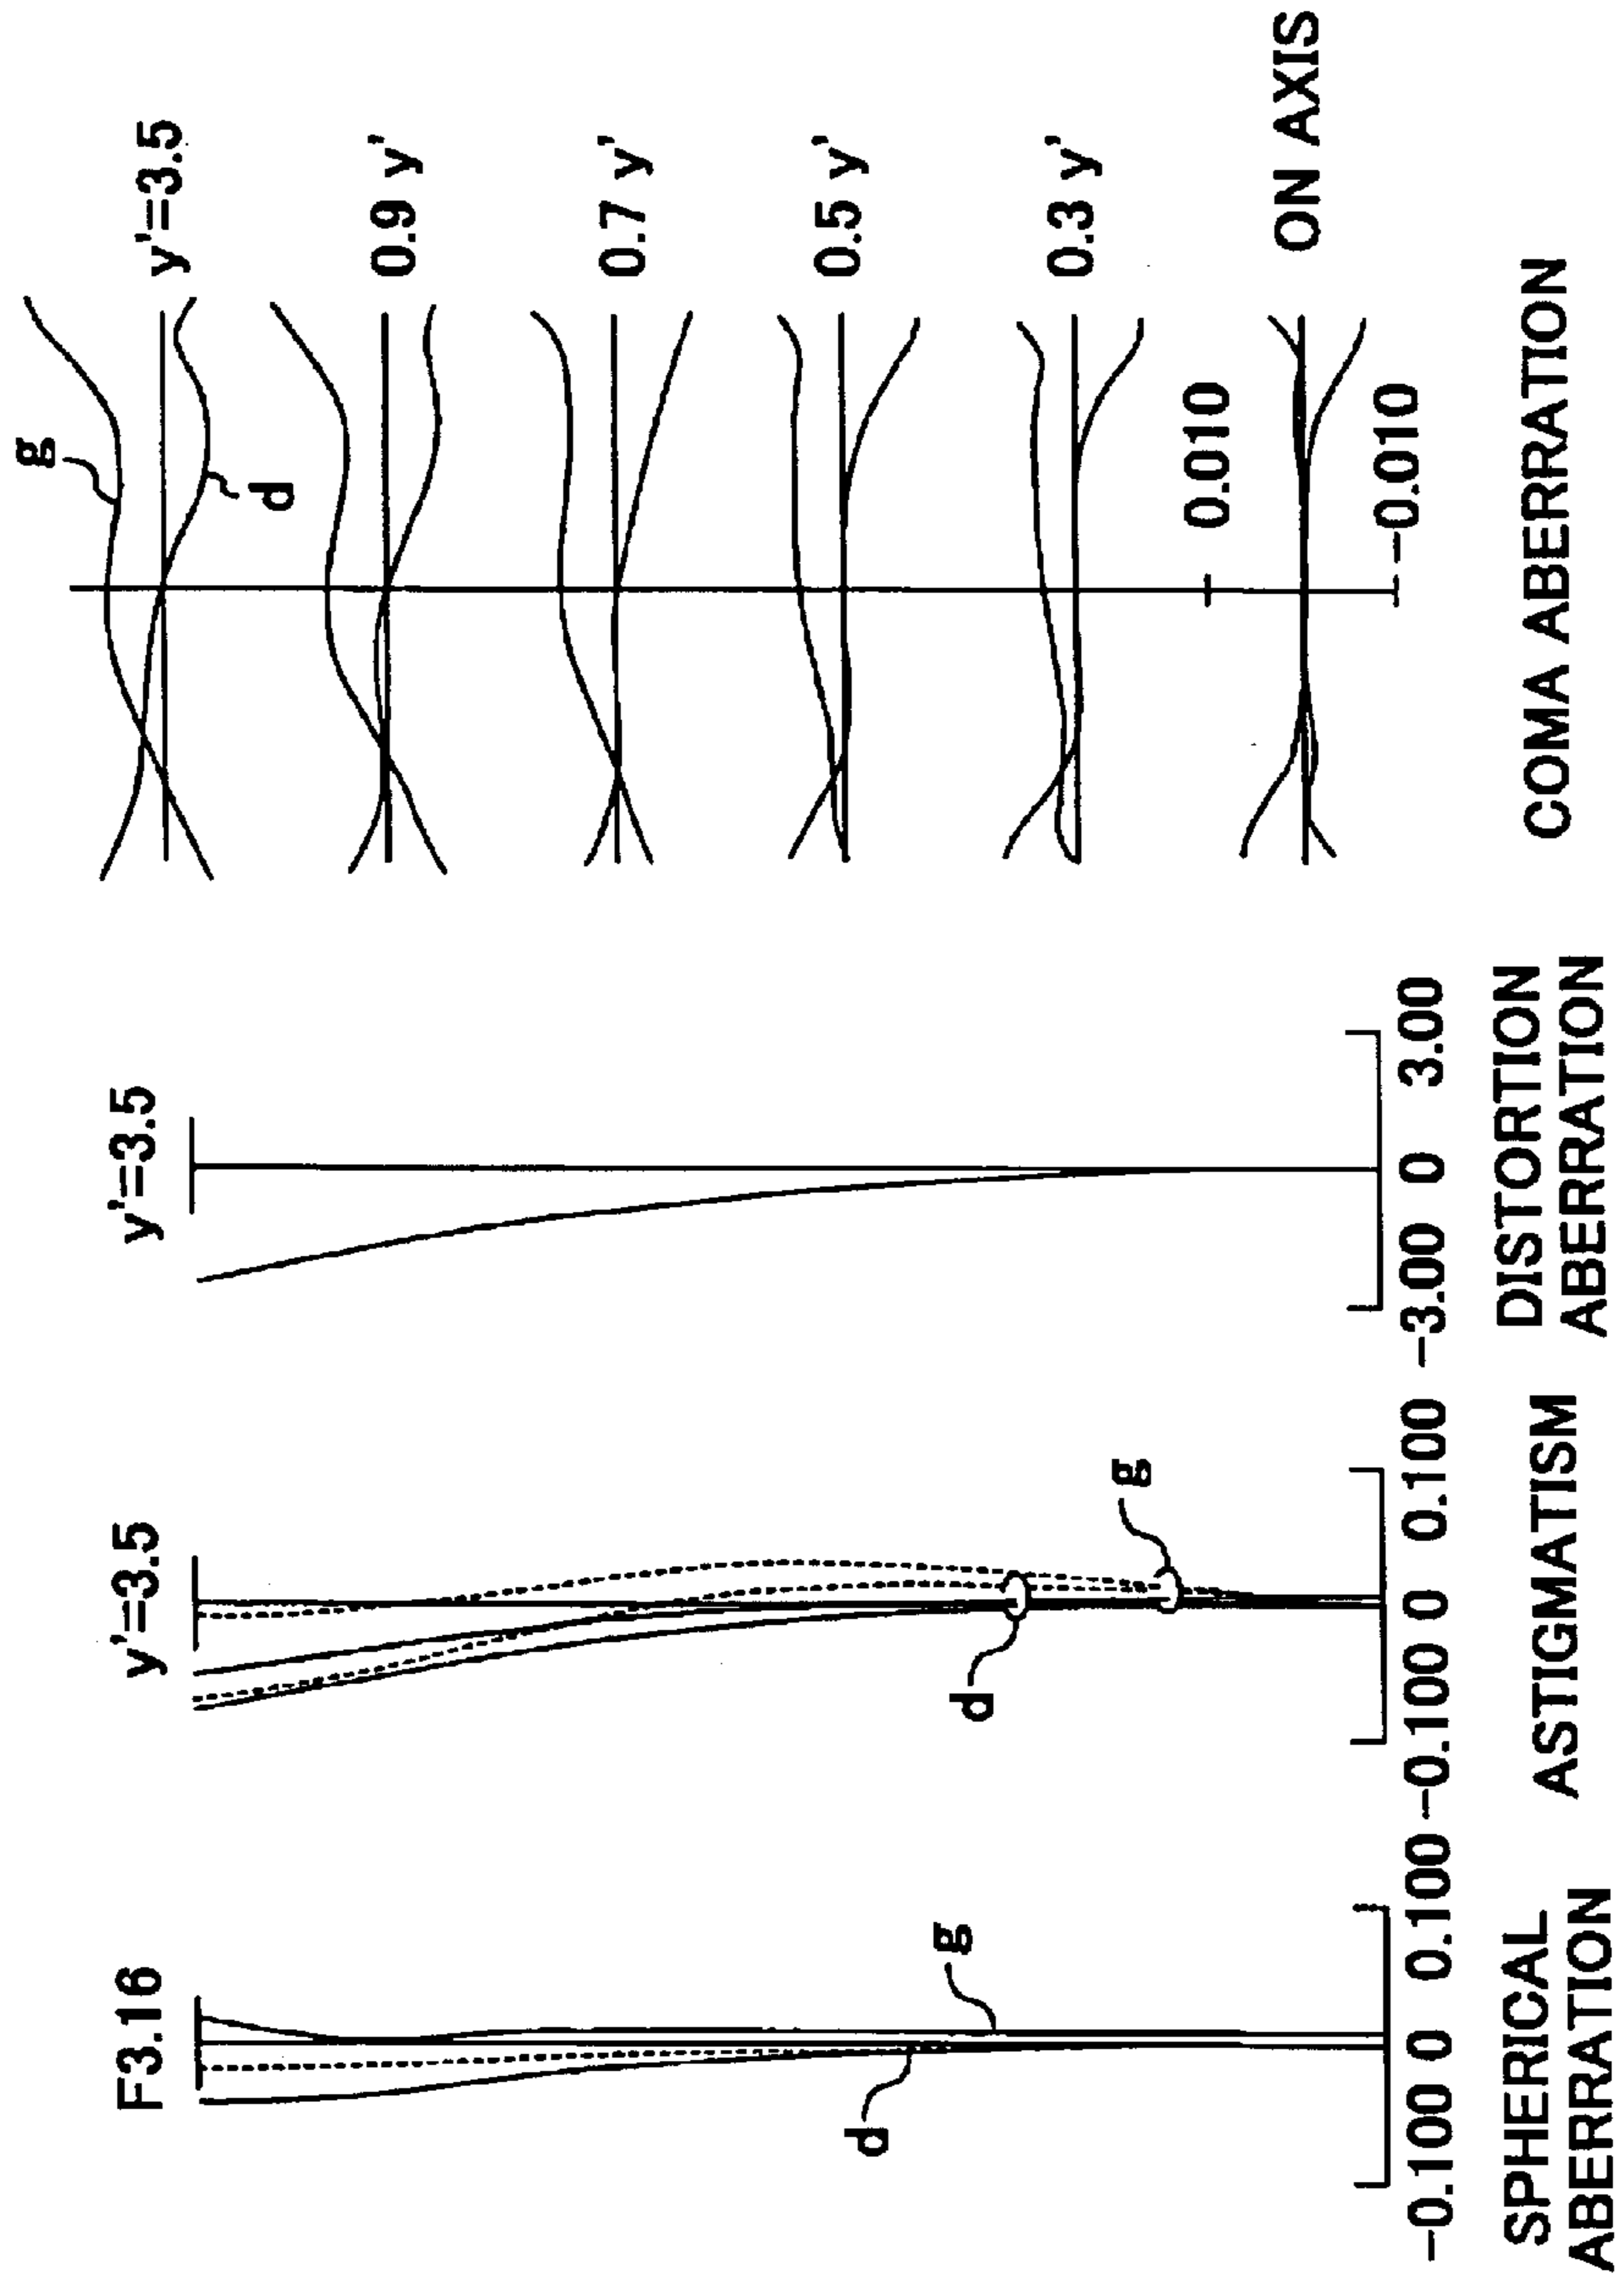 F3.16
g
d
-0.100 0 0.100
SPHERICAL
ABERRATION
y'=3.5
g
d
-0.100 0 0.100
ASTIGMATISM
y'=3.5
-3.00 0 3.00
DISTORTION
ABERRATION
g
d
y'=3.5
0.9 y'
0.7 y'
0.5 y'
0.3 y'
0.010
ON AXIS
-0.010
COMA ABERRATION